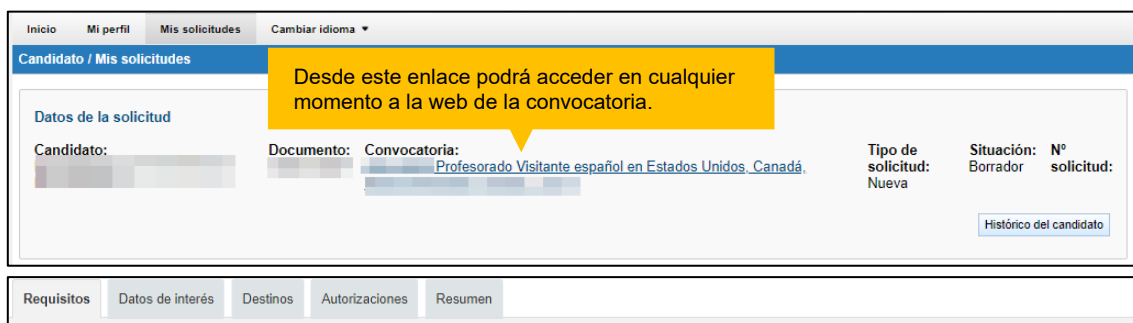 Inicio Mi perfil Mis solicitudes Cambiar idioma
Candidato / Mis solicitudes
Desde este enlace podrá acceder en cualquier
momento a la web de la convocatoria.
Datos de la solicitud
Candidato: Documento: Convocatoria: Tipo de solicitud: Situación: Nº solicitud:
Profesorado Visitante español en Estados Unidos, Canadá, Nueva Borrador
Histórico del candidato
Requisitos Datos de interés Destinos Autorizaciones Resumen